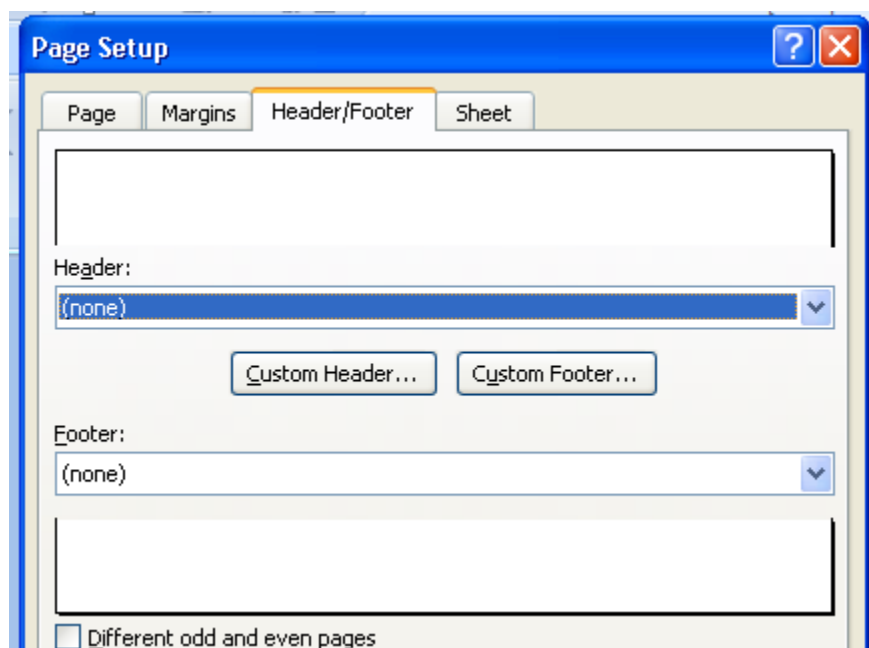 Page Setup
Page Margins Header/Footer Sheet
Header:
(none)
Custom Header... Custom Footer...
Footer:
(none)
Different odd and even pages